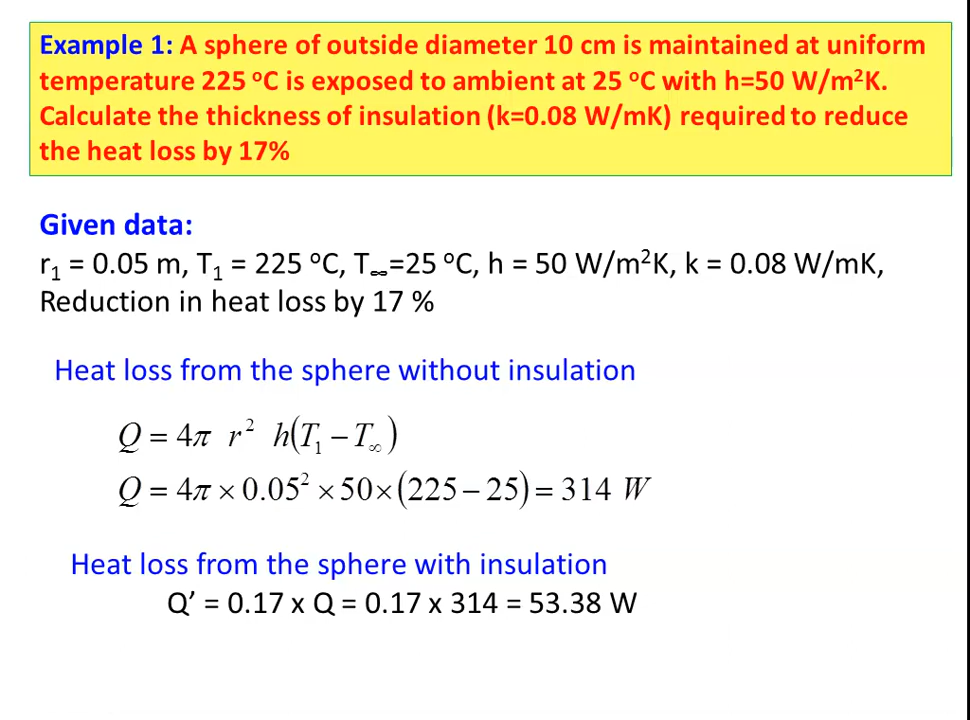 Example 1: A sphere of outside diameter 10 cm is maintained at uniform
temperature 225 °C is exposed to ambient at 25 °C with h=50 W/m²K.
Calculate the thickness of insulation (k=0.08 W/mK) required to reduce
the heat loss by 17%
Given data:
r₁ = 0.05 m, T₁ = 225 °C, T∞=25 °C, h = 50 W/m²K, k = 0.08 W/mK,
Reduction in heat loss by 17 %
Heat loss from the sphere without insulation
Q = 4π r² h(T₁ − T∞)
Q = 4π × 0.05² × 50 × (225 − 25) = 314 W
Heat loss from the sphere with insulation
Q’ = 0.17 x Q = 0.17 x 314 = 53.38 W